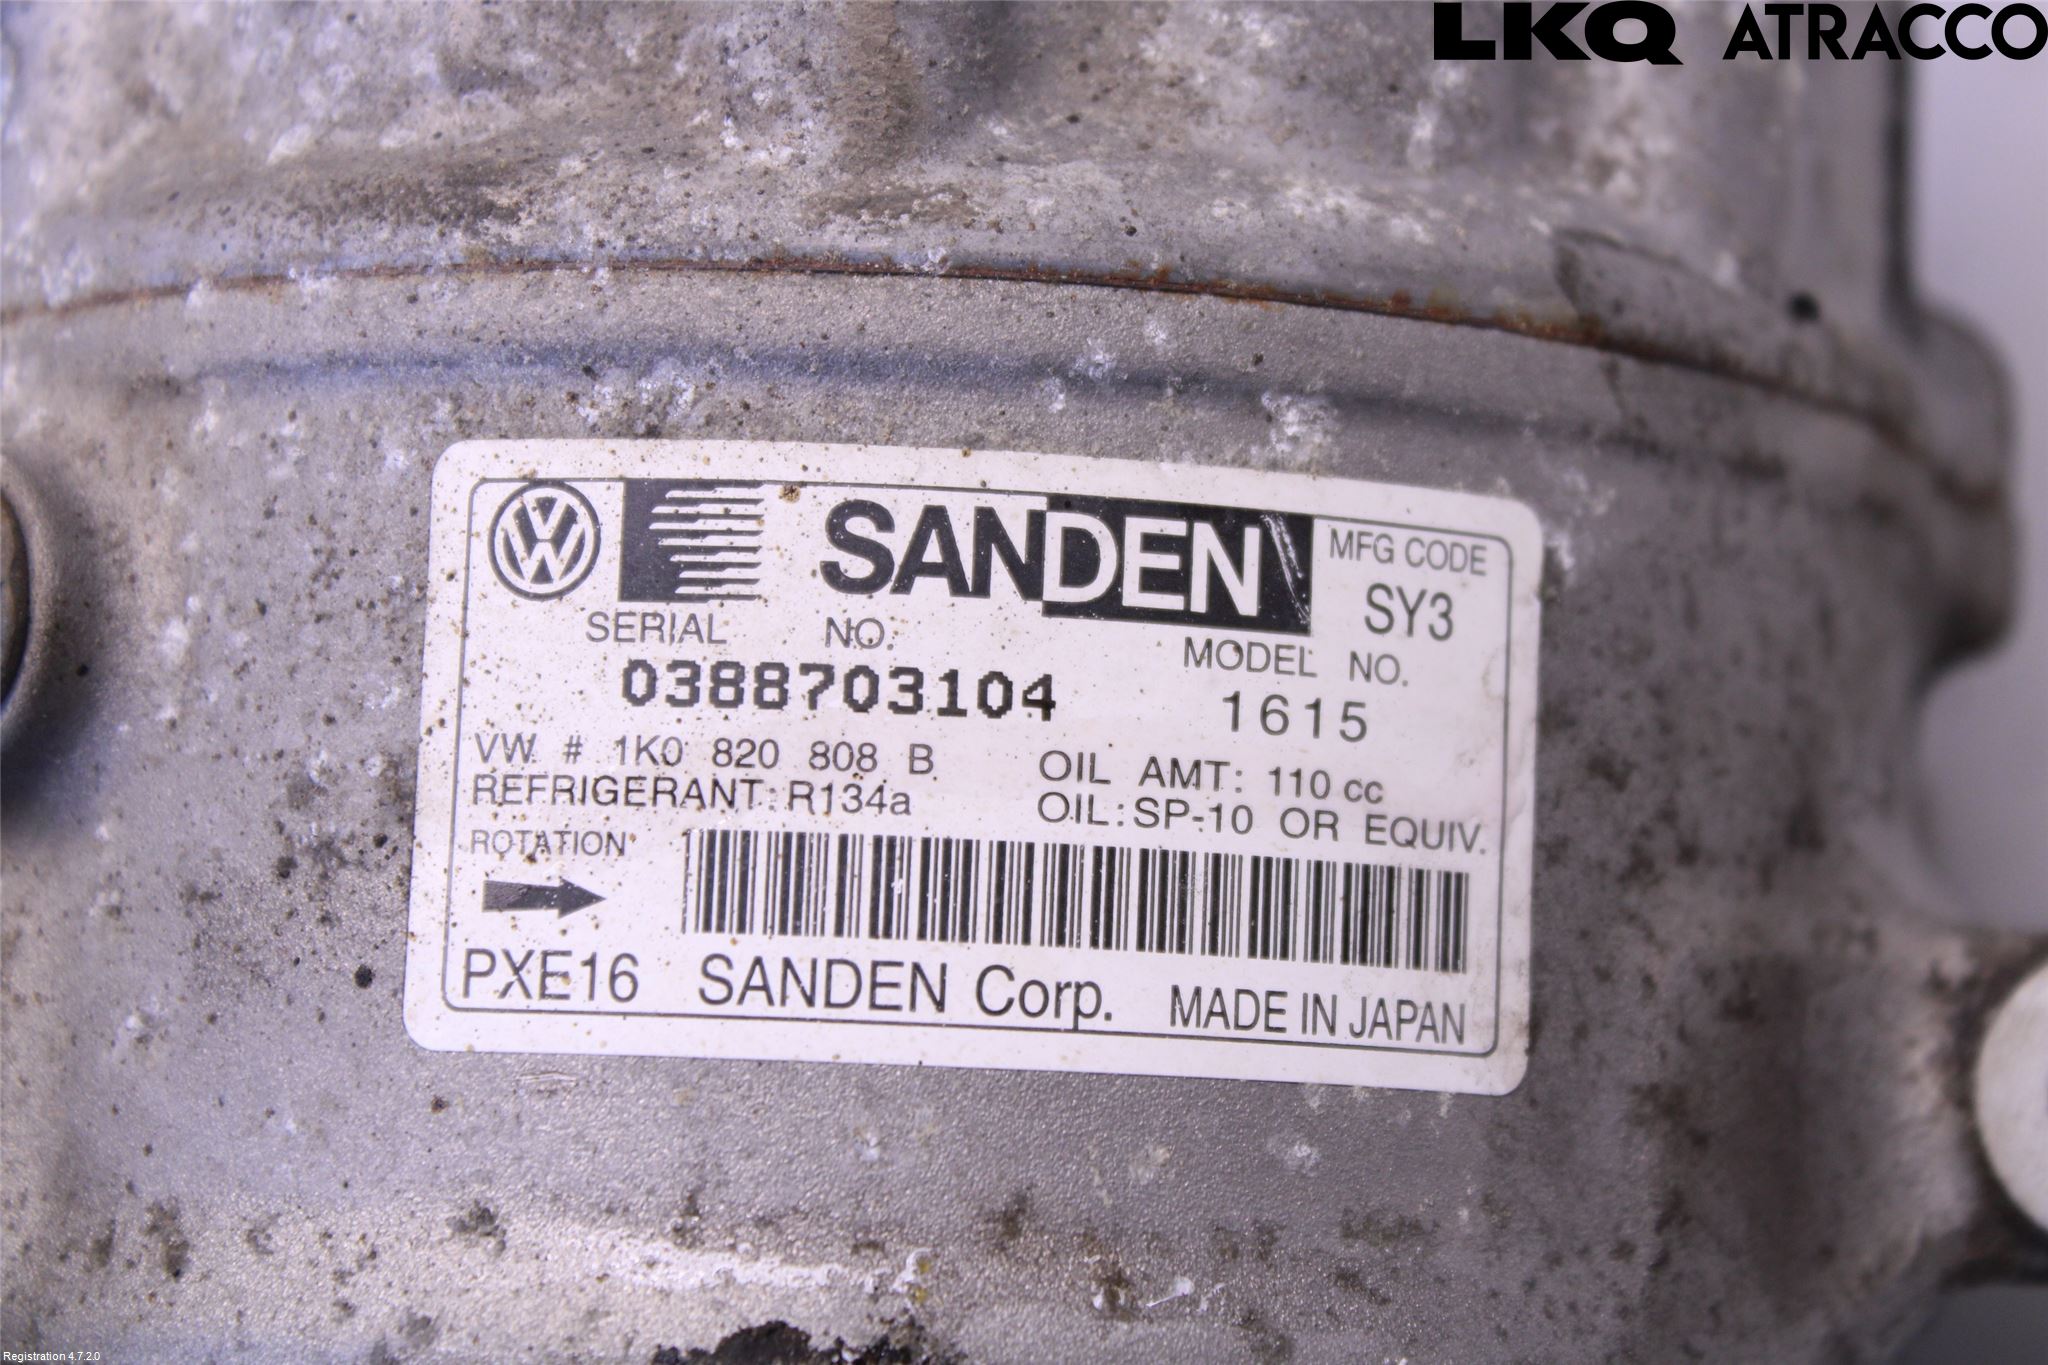 LKQ ATRACCO
SANDEN
MFG CODE
SY3
SERIAL NO.
0388703104
MODEL NO.
1615
VW # 1K0 820 808 B
REFRIGERANT: R134a
OIL AMT: 110 cc
OIL: SP-10 OR EQUIV.
ROTATION
PXE16 SANDEN Corp. MADE IN JAPAN
Registration 4.7.2.0